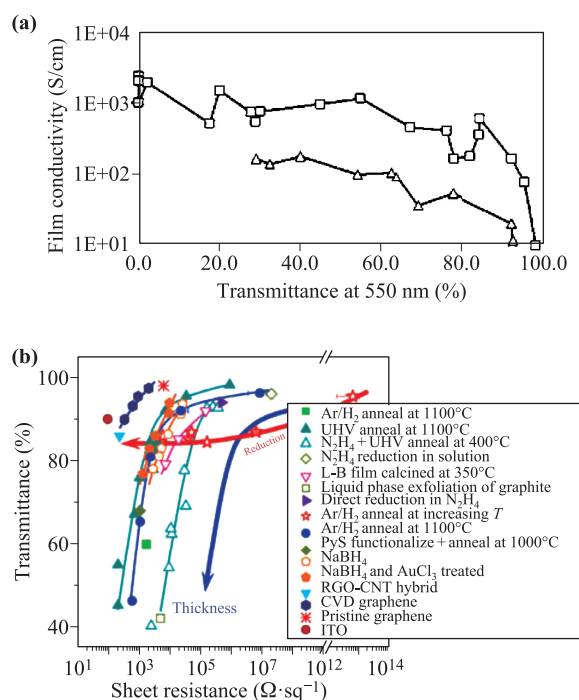 (a)
1E+04
1E+03
1E+02
1E+01
Film conductivity (S/cm)
0.0 20.0 40.0 60.0 80.0 100.0
Transmittance at 550 nm (%)
(b)
100
80
60
40
Transmittance (%)
Reduction
Thickness
Ar/H₂ anneal at 1100°C
UHV anneal at 1100°C
N₂H₄ + UHV anneal at 400°C
N₂H₄ reduction in solution
L-B film calcined at 350°C
Liquid phase exfoliation of graphite
Direct reduction in N₂H₄
Ar/H₂ anneal at increasing T
Ar/H₂ anneal at 1100°C
PyS functionalize + anneal at 1000°C
NaBH₄
NaBH₄ and AuCl₃ treated
RGO-CNT hybrid
CVD graphene
Pristine graphene
ITO
10¹ 10³ 10⁵ 10⁷ 10¹² 10¹⁴
Sheet resistance (Ω·sq⁻¹)